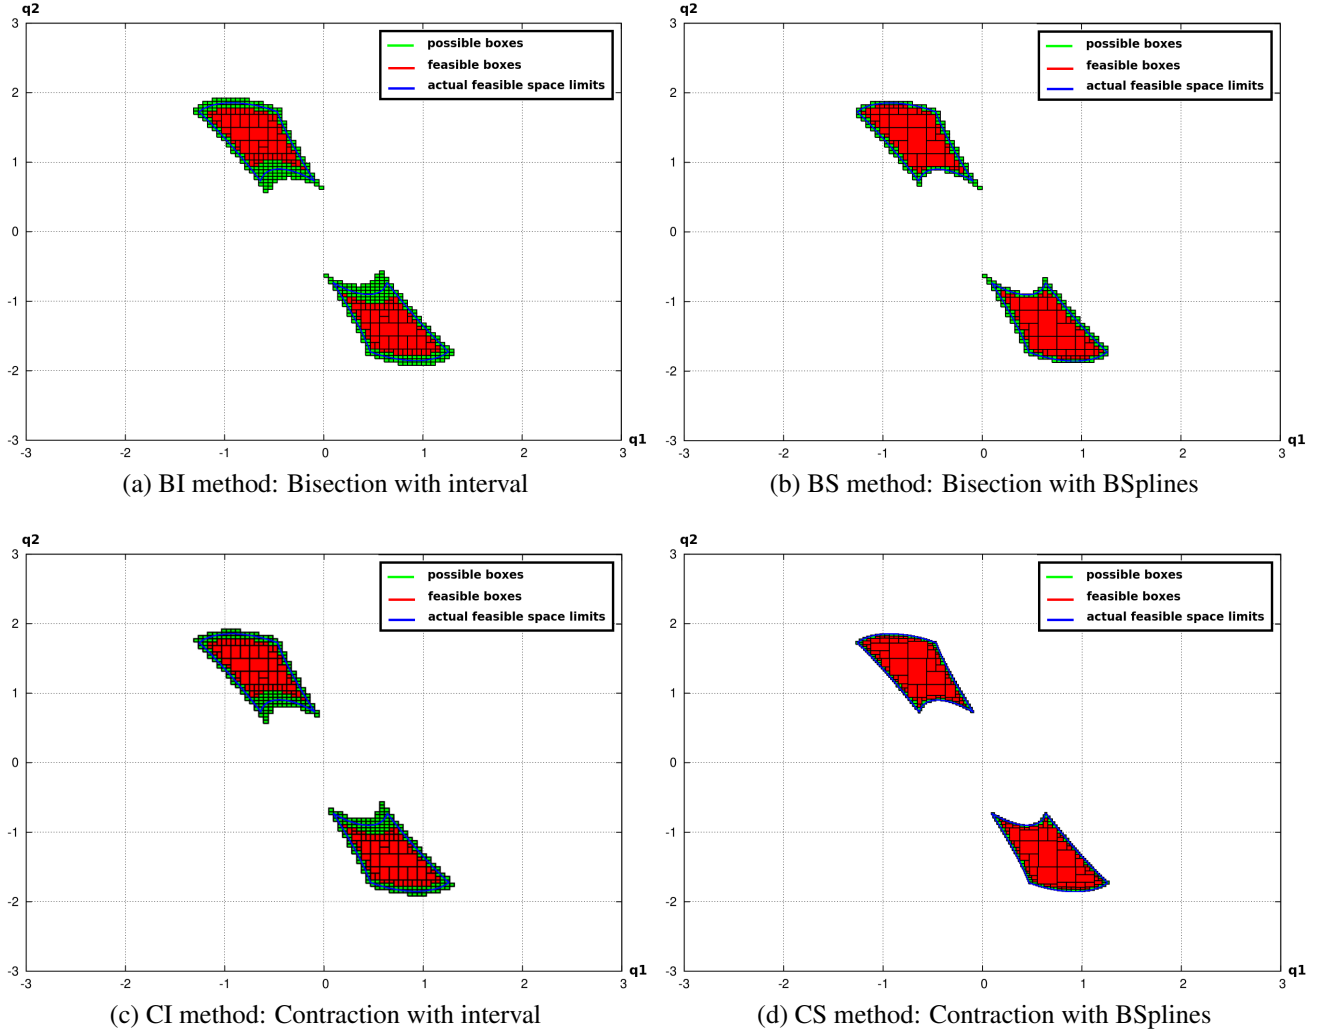 q2
3
possible boxes
feasible boxes
actual feasible space limits
2
1
0
-1
-2
-3
-3 -2 -1 0 1 2 3
q1
(a) BI method: Bisection with interval
q2
3
possible boxes
feasible boxes
actual feasible space limits
2
1
0
-1
-2
-3
-3 -2 -1 0 1 2 3
q1
(b) BS method: Bisection with BSplines
q2
3
possible boxes
feasible boxes
actual feasible space limits
2
1
0
-1
-2
-3
-3 -2 -1 0 1 2 3
q1
(c) CI method: Contraction with interval
q2
3
possible boxes
feasible boxes
actual feasible space limits
2
1
0
-1
-2
-3
-3 -2 -1 0 1 2 3
q1
(d) CS method: Contraction with BSplines